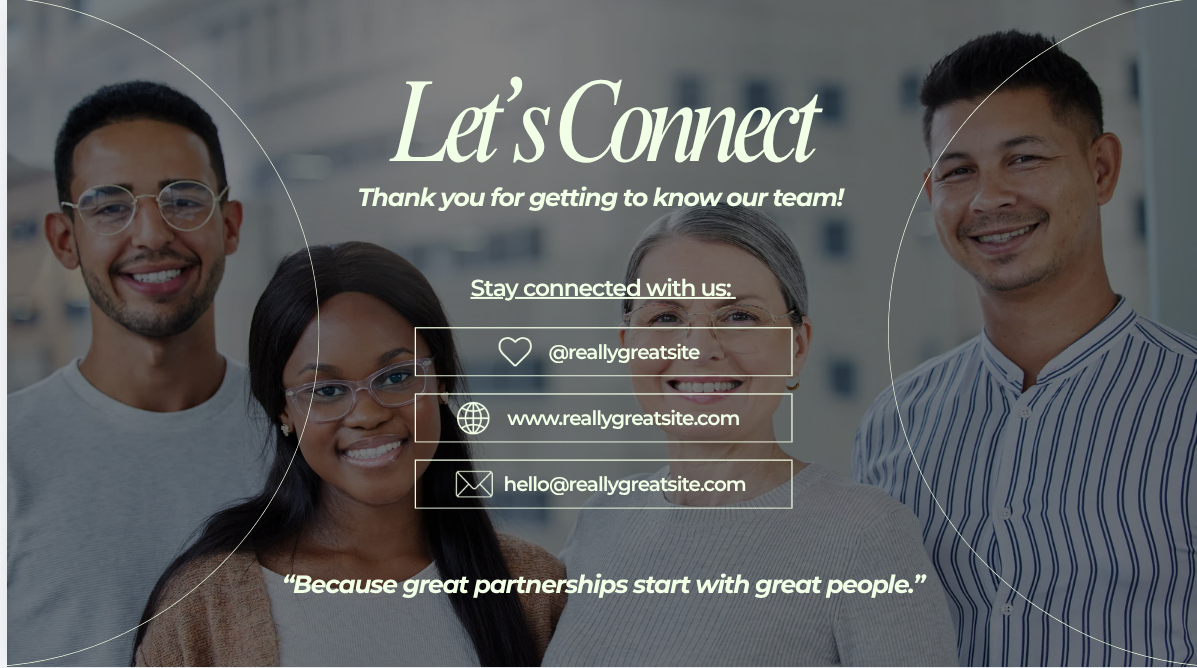 Let's Connect
Thank you for getting to know our team!
Stay connected with us:
@reallygreatsite
www.reallygreatsite.com
hello@reallygreatsite.com
“Because great partnerships start with great people.”